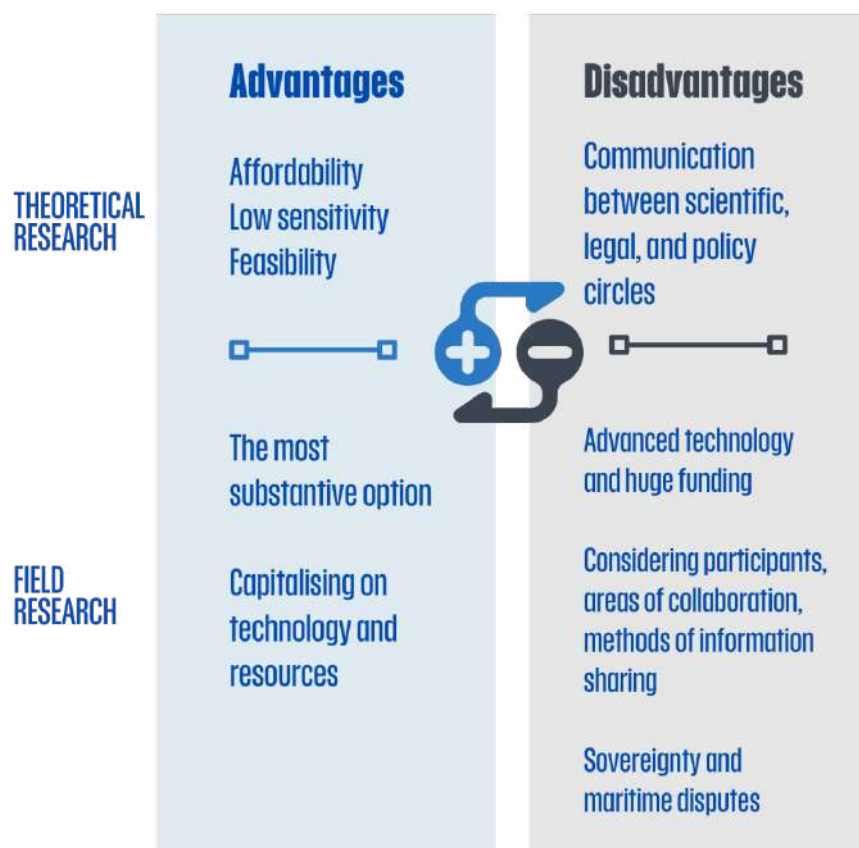 Advantages
Disadvantages
THEORETICAL
RESEARCH
Affordability
Low sensitivity
Feasibility
Communication
between scientific,
legal, and policy
circles
FIELD
RESEARCH
The most
substantive option
Capitalising on
technology and
resources
Advanced technology
and huge funding
Considering participants,
areas of collaboration,
methods of information
sharing
Sovereignty and
maritime disputes